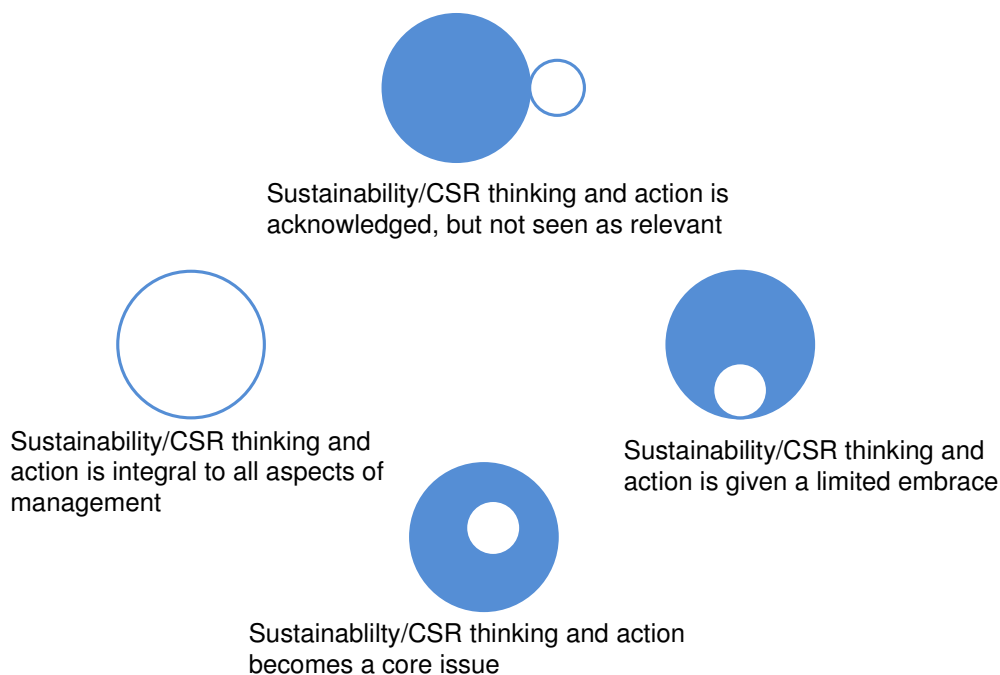 Sustainability/CSR thinking and action is
acknowledged, but not seen as relevant
Sustainability/CSR thinking and
action is integral to all aspects of
management
Sustainability/CSR thinking and
action is given a limited embrace
Sustainablilty/CSR thinking and action
becomes a core issue